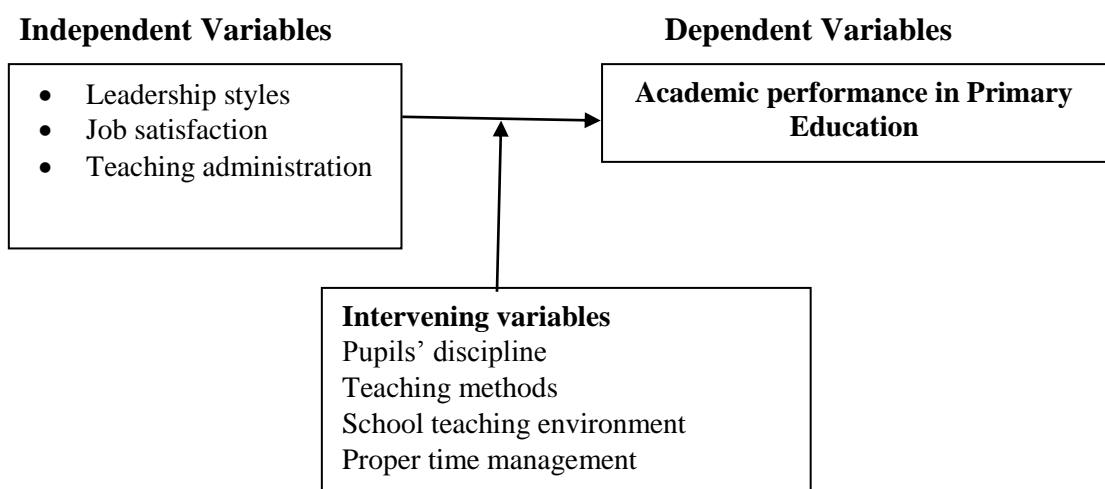 Independent Variables
Dependent Variables
• Leadership styles
• Job satisfaction
• Teaching administration
Academic performance in Primary
Education
Intervening variables
Pupils’ discipline
Teaching methods
School teaching environment
Proper time management